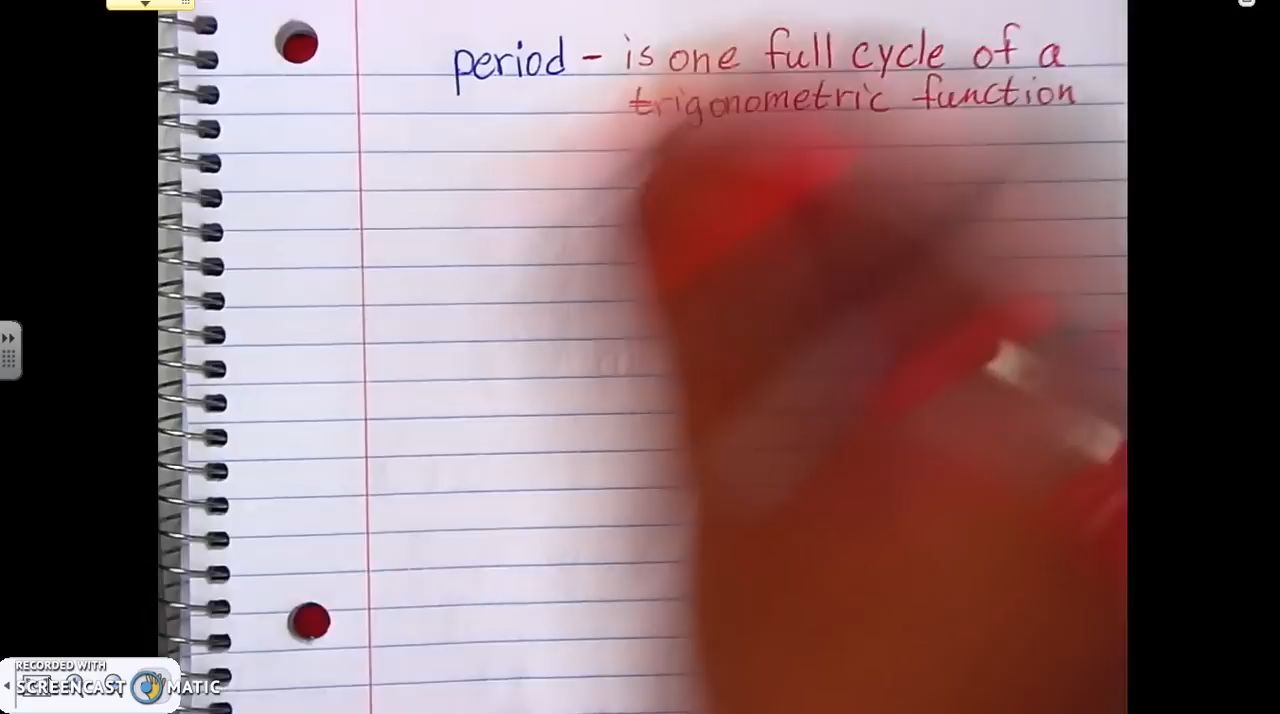 period - is one full cycle of a
trigonometric function
RECORDED WITH
SCREENCAST MATIC